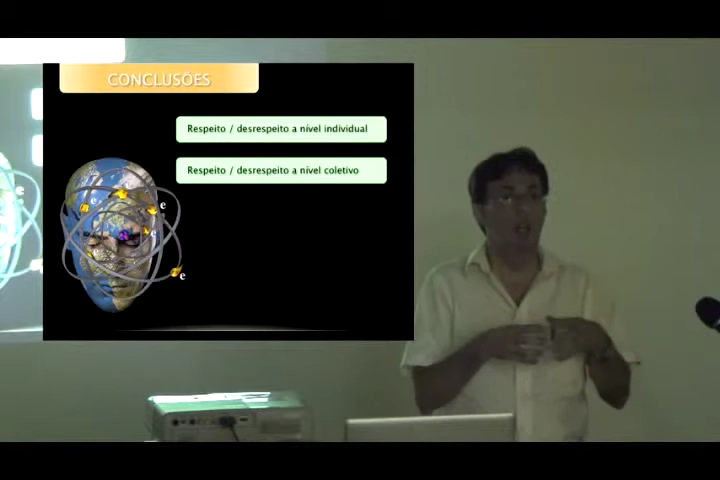 CONCLUSÕES
Respeito / desrespeito a nível individual
Respeito / desrespeito a nível coletivo
e
e
e
e
e